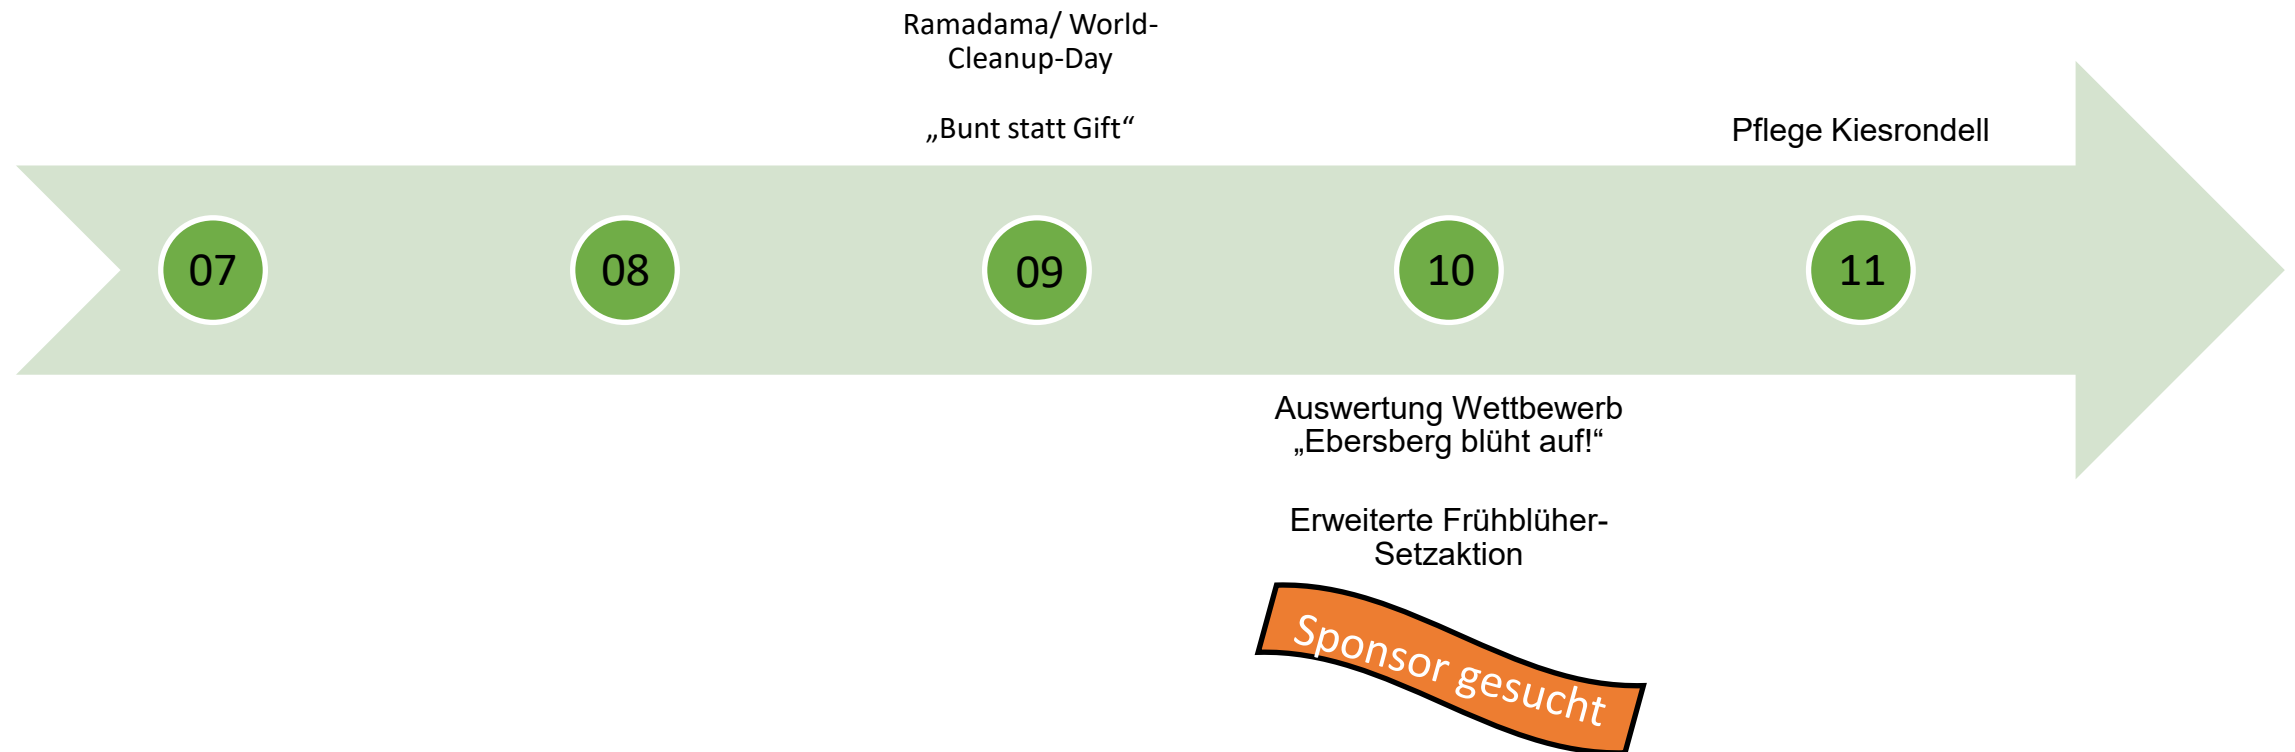 Ramadama/ World-
Cleanup-Day
„Bunt statt Gift“
Pflege Kiesrondell
07
08
09
10
11
Auswertung Wettbewerb
„Ebersberg blüht auf!“
Erweiterte Frühblüher-
Setzaktion
Sponsor gesucht